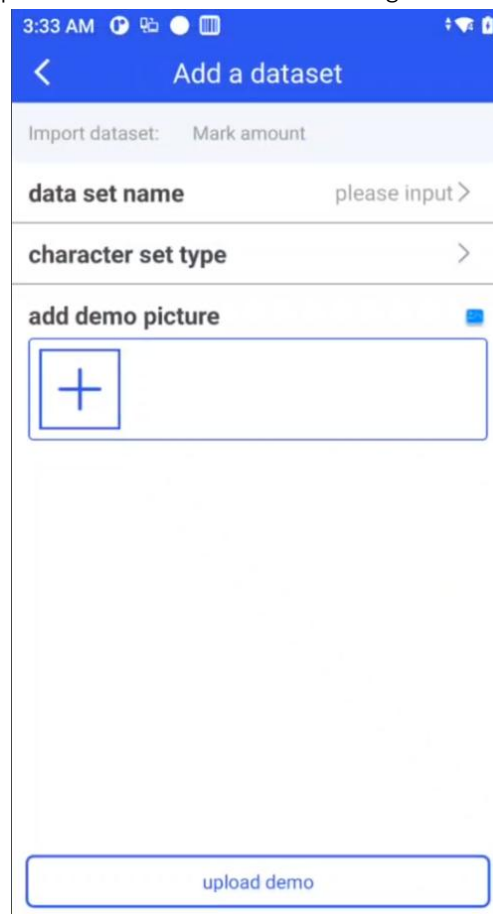 3:33 AM
Add a dataset
Import dataset: Mark amount
data set name please input
character set type
add demo picture
upload demo